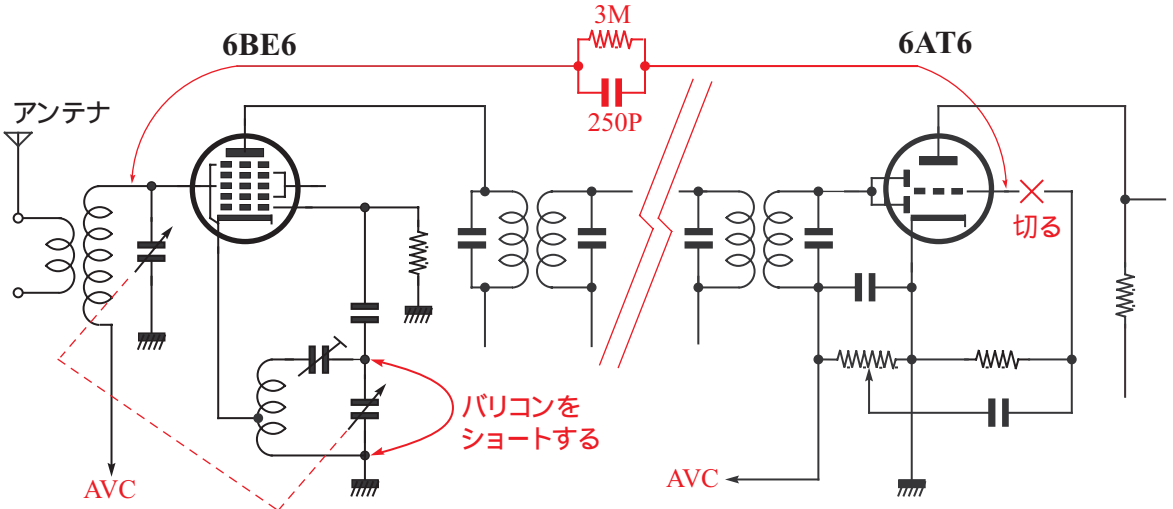 3M
6BE6
6AT6
250P
アンテナ
切る
バリコンを
ショートする
AVC
AVC